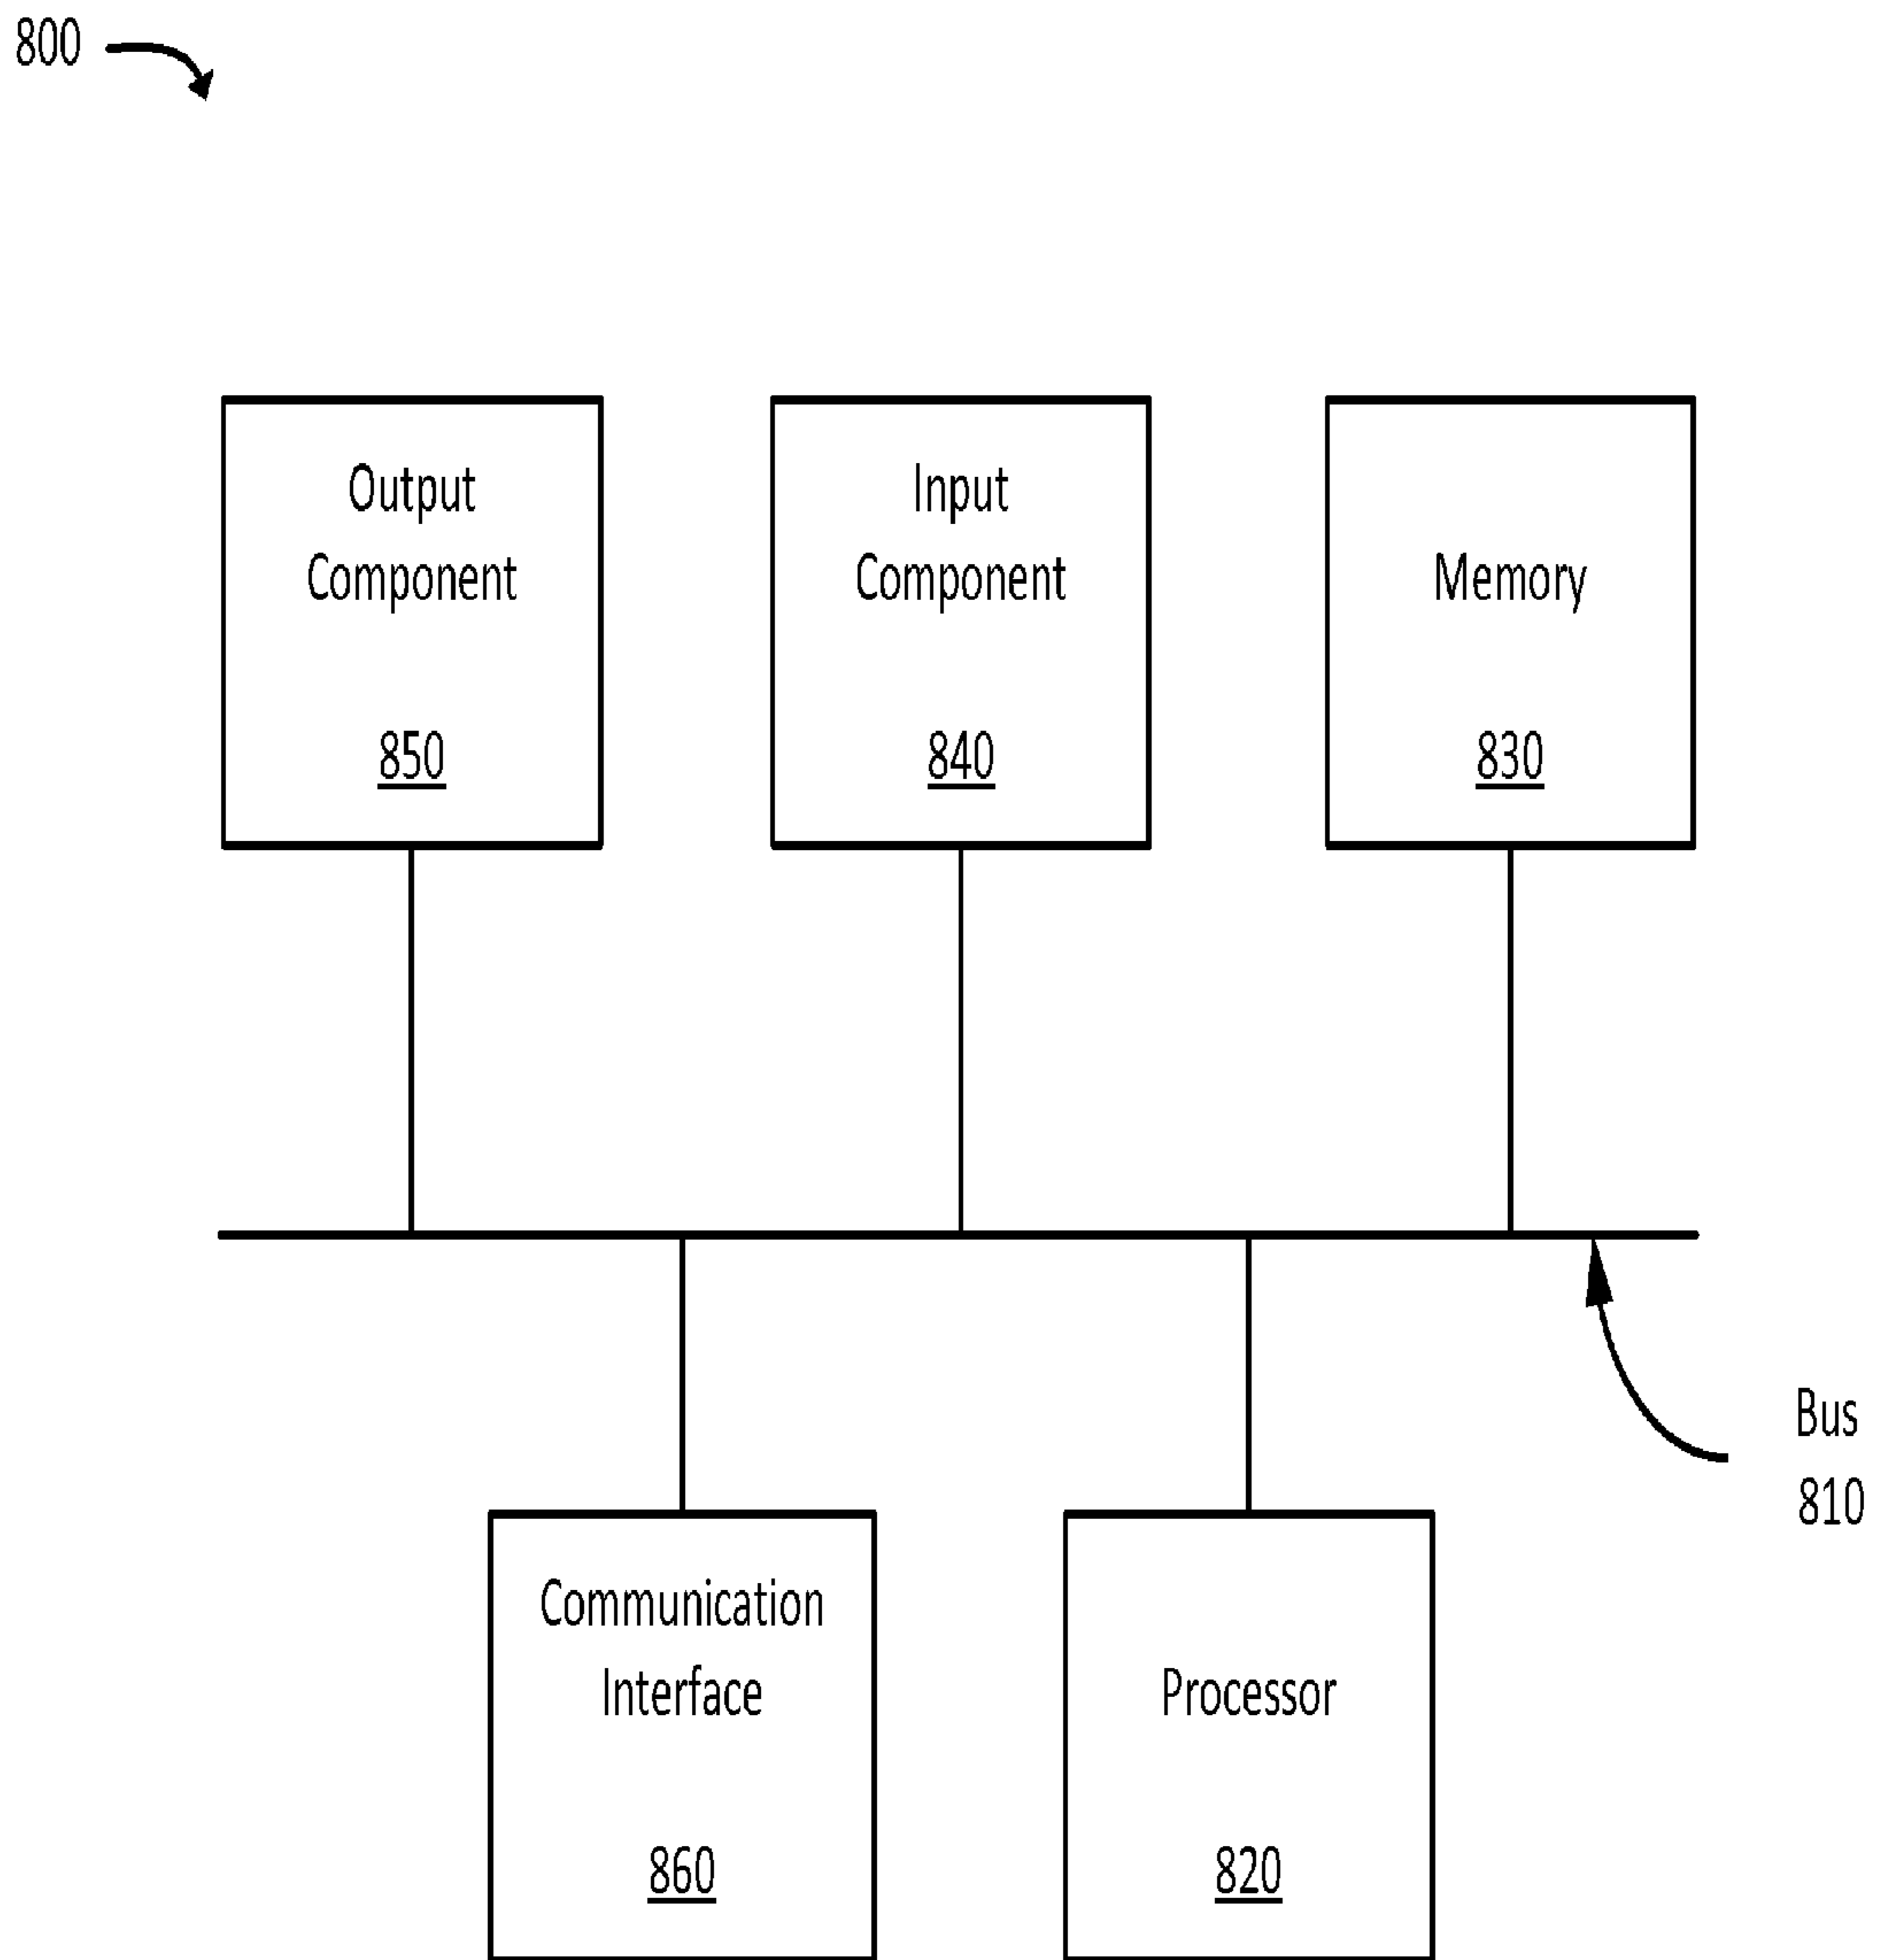 800
Output
Component
850
Input
Component
840
Memory
830
Bus
810
Communication
Interface
860
Processor
820